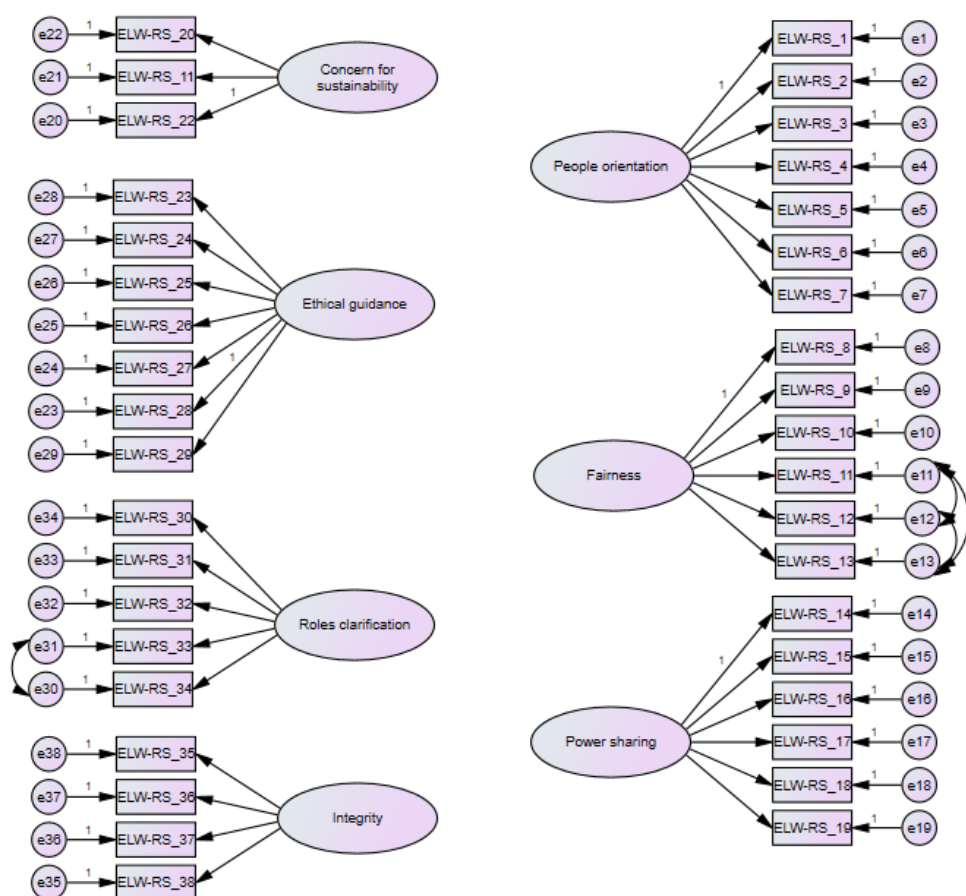 e22 1 ELW-RS_20
e21 1 ELW-RS_11
e20 1 ELW-RS_22
1
Concern for
sustainability
e28 1 ELW-RS_23
e27 1 ELW-RS_24
e26 1 ELW-RS_25
e25 1 ELW-RS_26
e24 1 ELW-RS_27
e23 1 ELW-RS_28
e29 1 ELW-RS_29
1
Ethical guidance
e34 1 ELW-RS_30
e33 1 ELW-RS_31
e32 1 ELW-RS_32
e31 1 ELW-RS_33
e30 1 ELW-RS_34
Roles clarification
e38 1 ELW-RS_35
e37 1 ELW-RS_36
e36 1 ELW-RS_37
e35 1 ELW-RS_38
Integrity
People orientation
1
ELW-RS_1 1 e1
ELW-RS_2 1 e2
ELW-RS_3 1 e3
ELW-RS_4 1 e4
ELW-RS_5 1 e5
ELW-RS_6 1 e6
ELW-RS_7 1 e7
Fairness
1
ELW-RS_8 1 e8
ELW-RS_9 1 e9
ELW-RS_10 1 e10
ELW-RS_11 1 e11
ELW-RS_12 1 e12
ELW-RS_13 1 e13
Power sharing
1
ELW-RS_14 1 e14
ELW-RS_15 1 e15
ELW-RS_16 1 e16
ELW-RS_17 1 e17
ELW-RS_18 1 e18
ELW-RS_19 1 e19